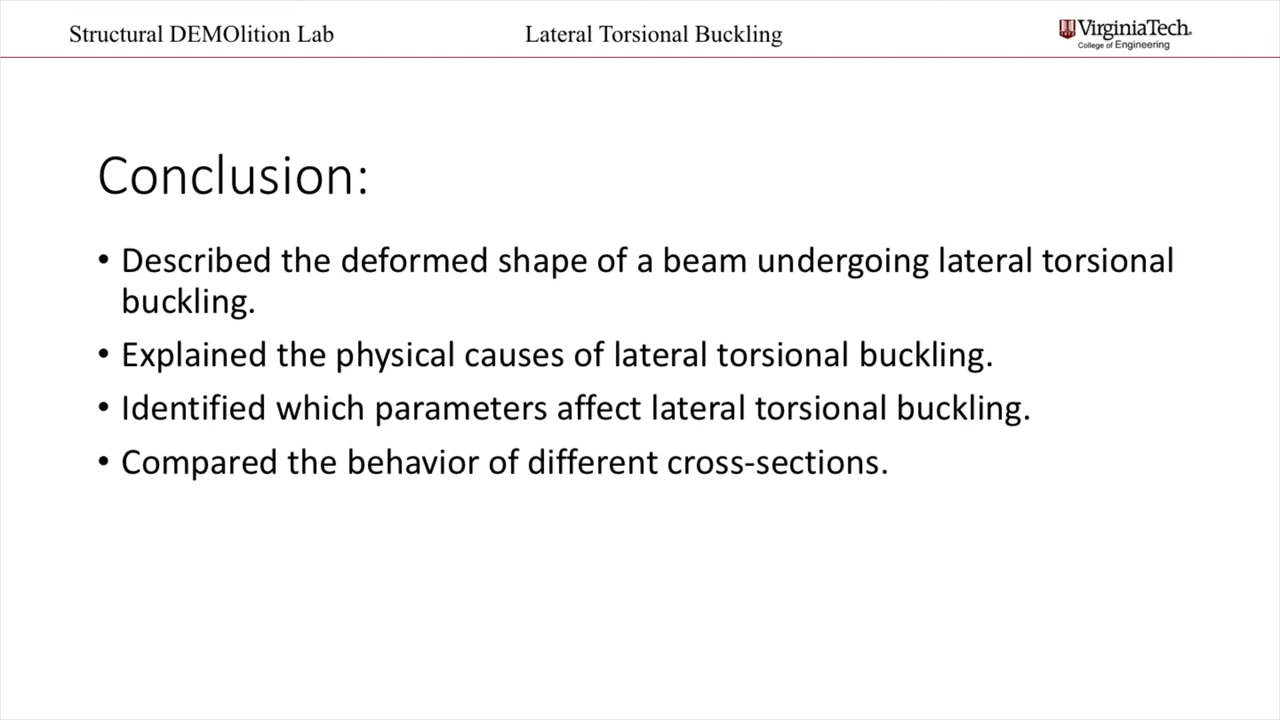 Structural DEMOlition Lab
Lateral Torsional Buckling
VirginiaTech.
College of Engineering
Conclusion:
• Described the deformed shape of a beam undergoing lateral torsional
buckling.
• Explained the physical causes of lateral torsional buckling.
• Identified which parameters affect lateral torsional buckling.
• Compared the behavior of different cross-sections.